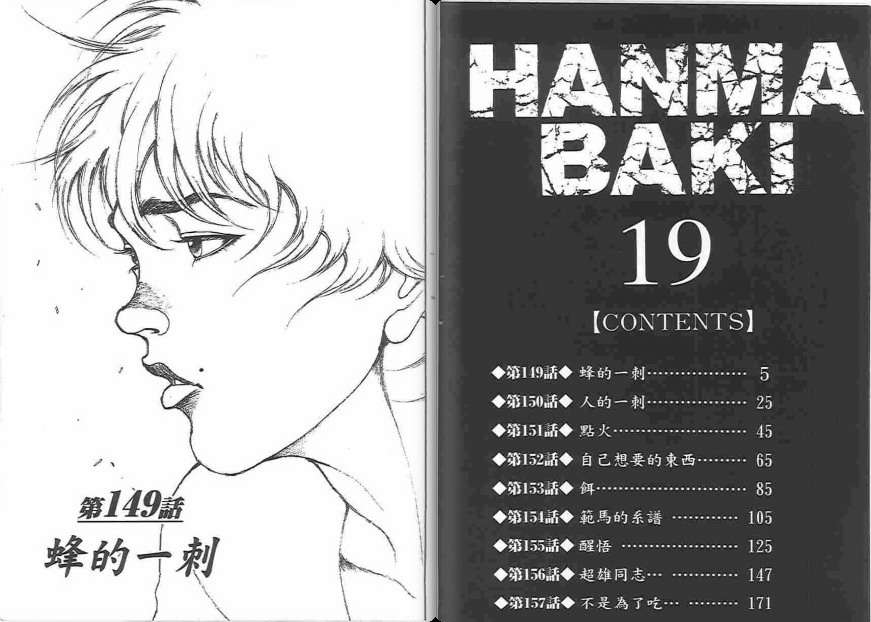 HANMA
BAKI
19
【CONTENTS】
◆第149話◆ 蜂的一刺⋯⋯⋯⋯⋯⋯ 5
◆第150話◆ 人的一刺⋯⋯⋯⋯⋯⋯ 25
◆第151話◆ 點火⋯⋯⋯⋯⋯⋯⋯⋯ 45
◆第152話◆ 自己想要的東西⋯⋯⋯ 65
◆第153話◆ 餌⋯⋯⋯⋯⋯⋯⋯⋯⋯ 85
◆第154話◆ 範馬的系譜 ⋯⋯⋯⋯ 105
◆第155話◆ 醒悟 ⋯⋯⋯⋯⋯⋯⋯ 125
◆第156話◆ 超雄同志⋯ ⋯⋯⋯⋯ 147
◆第157話◆ 不是為了吃⋯ ⋯⋯⋯ 171
第149話
蜂的一刺